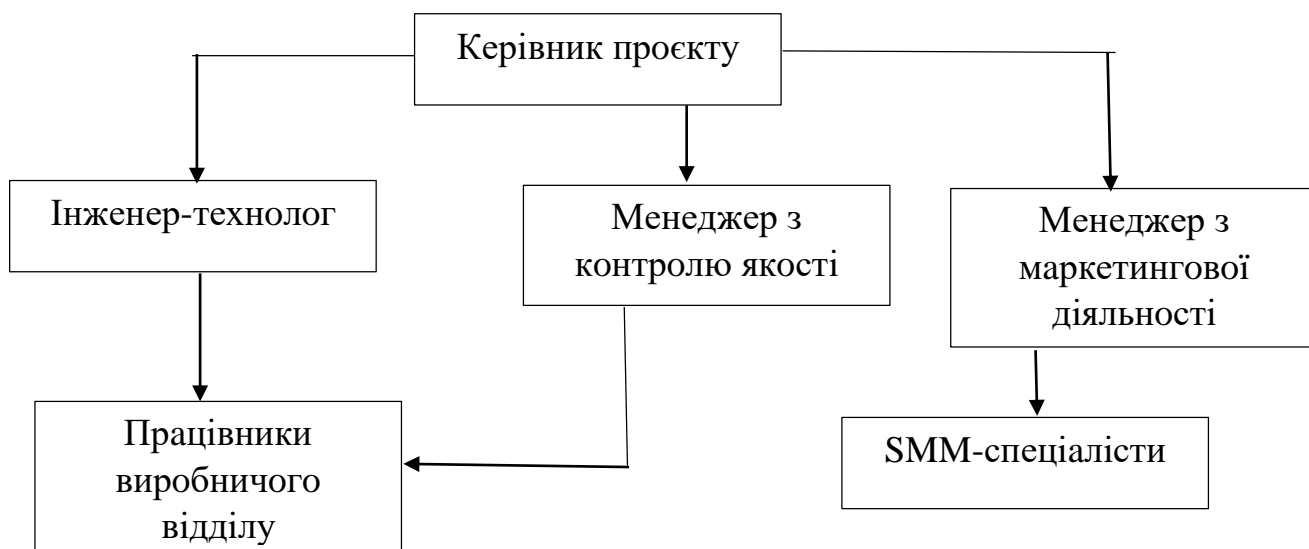 Керівник проєкту
Інженер-технолог
Менеджер з
контролю якості
Менеджер з
маркетингової
діяльності
Працівники
виробничого
відділу
SMM-спеціалісти